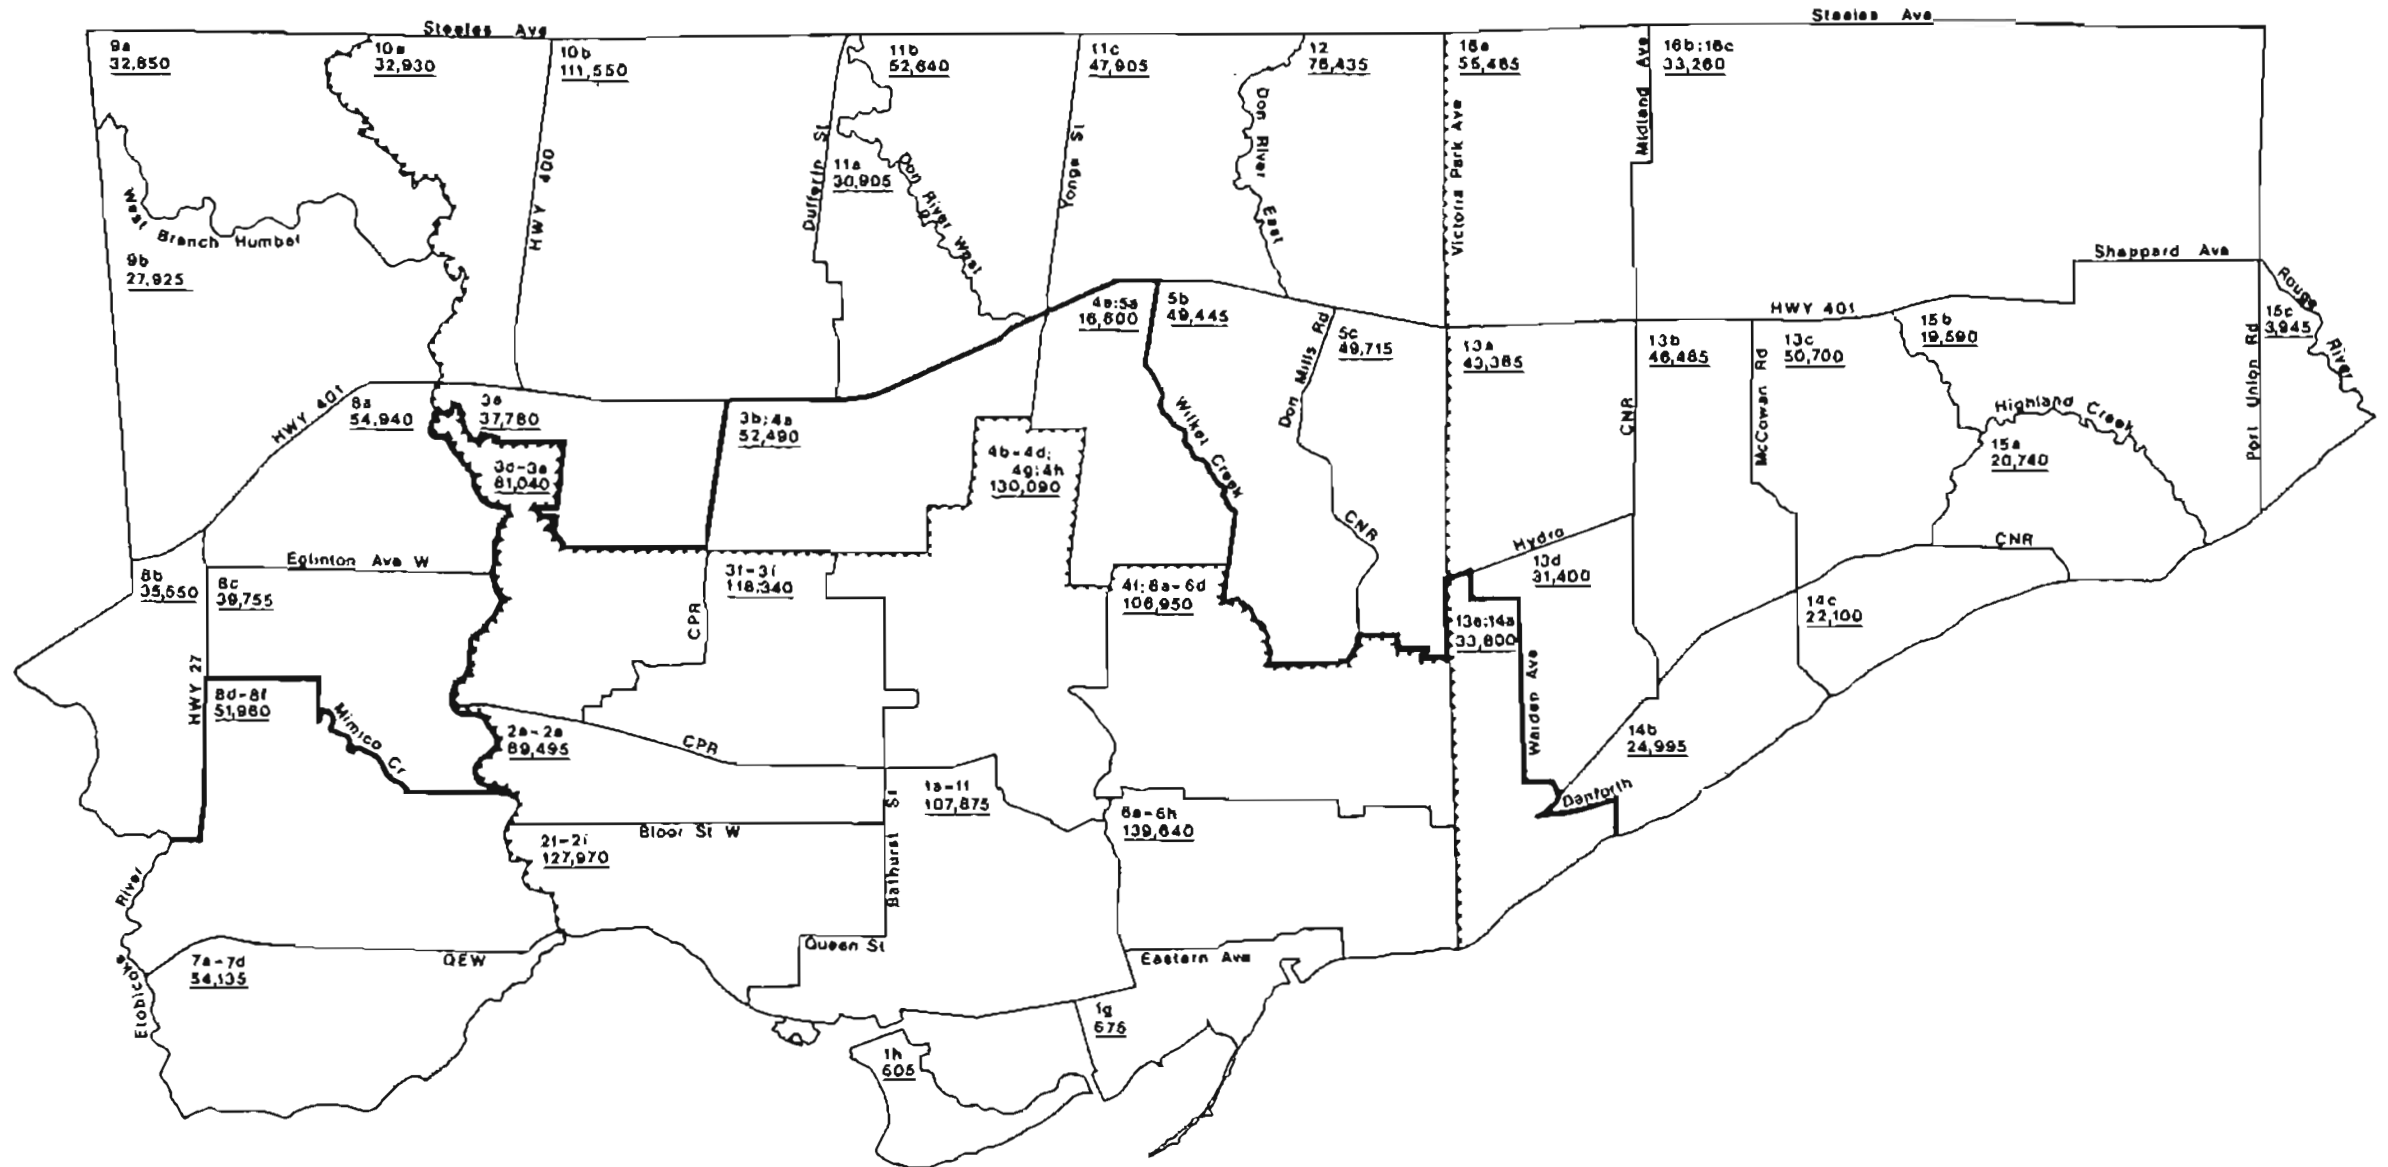 Steeles Ave
Steeles Ave
9a
32,850
10a
32,930
10b
111,550
11b
52,640
11c
47,905
12
76,435
16a
55,465
16b;16c
33,260
Midland Ave
Victoria Park Ave
Don River East
Yonge St
Dufferin St
11a
30,905
Don River West
HWY 400
West Branch Humber
9b
27,925
Sheppard Ave
Rouge River
HWY 401
HWY 401
4e;5a
16,600
5b
49,445
Don Mills Rd
5c
49,715
13a
43,385
13b
46,485
McCowan Rd
13c
50,700
15b
19,590
Port Union Rd
15c
3,945
8a
54,940
3a
37,780
3b;4a
52,490
Wilket Creek
CNR
Highland Creek
15a
20,740
3d-3e
81,040
4b-4d;
4g;4h
130,090
CNR
Hydro
CNR
Eglinton Ave W
8b
35,550
8c
39,755
3f-3i
118,340
CPR
4f;6a-6d
106,950
13d
31,400
13e;14a
33,800
14c
22,100
HWY 27
8d-8f
51,960
Mimico Cr
2a-2e
89,495
CPR
Warden Ave
14b
24,995
Danforth
1a-1f
107,875
Bathurst St
Bloor St W
2f-2i
127,970
6e-6h
139,640
Etobicoke River
Queen St
Eastern Ave
7a-7d
54,135
QEW
1g
675
1h
605